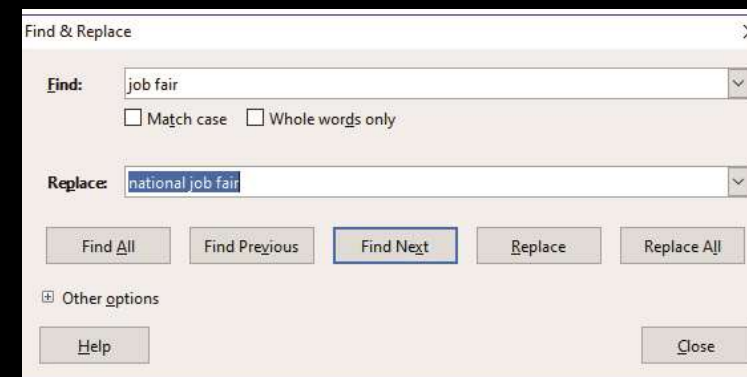 Find & Replace
Find: job fair
Match case Whole words only
Replace: national job fair
Find All Find Previous Find Next Replace Replace All
Other options
Help Close